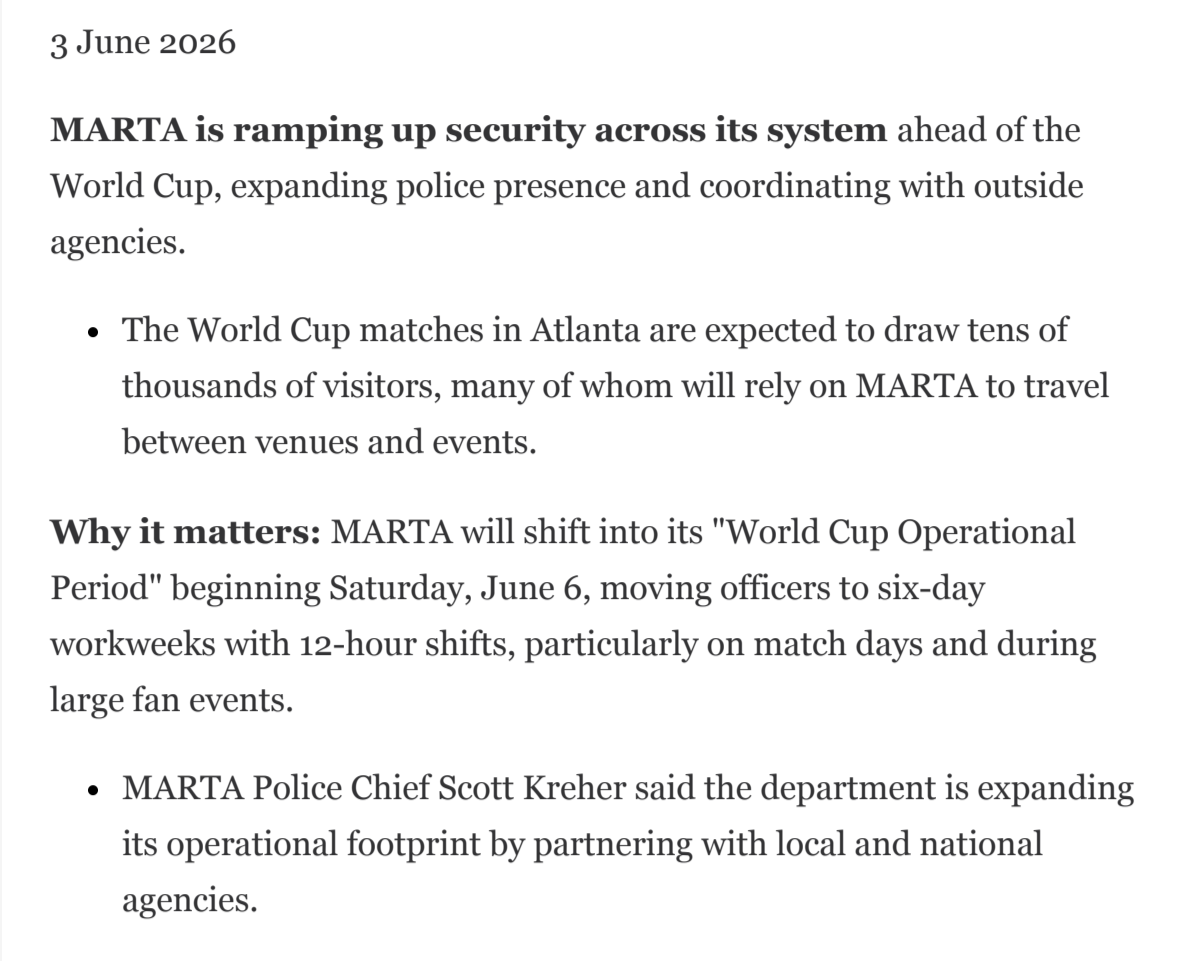 3 June 2026
MARTA is ramping up security across its system ahead of the
World Cup, expanding police presence and coordinating with outside
agencies.
• The World Cup matches in Atlanta are expected to draw tens of
thousands of visitors, many of whom will rely on MARTA to travel
between venues and events.
Why it matters: MARTA will shift into its "World Cup Operational
Period" beginning Saturday, June 6, moving officers to six-day
workweeks with 12-hour shifts, particularly on match days and during
large fan events.
• MARTA Police Chief Scott Kreher said the department is expanding
its operational footprint by partnering with local and national
agencies.